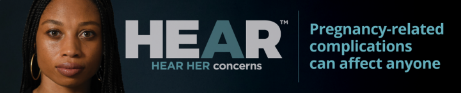 HEAR™
HEAR HER concerns
Pregnancy-related
complications
can affect anyone